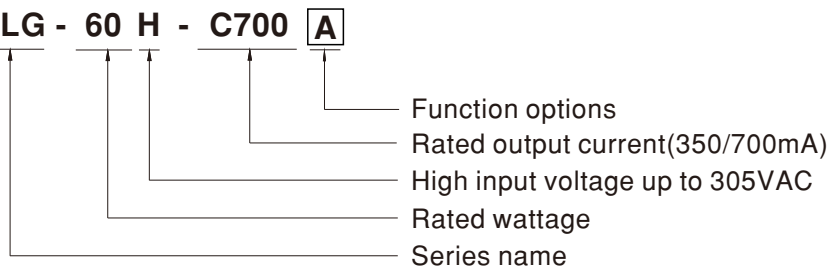 LG - 60 H - C700 A
Function options
Rated output current(350/700mA)
High input voltage up to 305VAC
Rated wattage
Series name